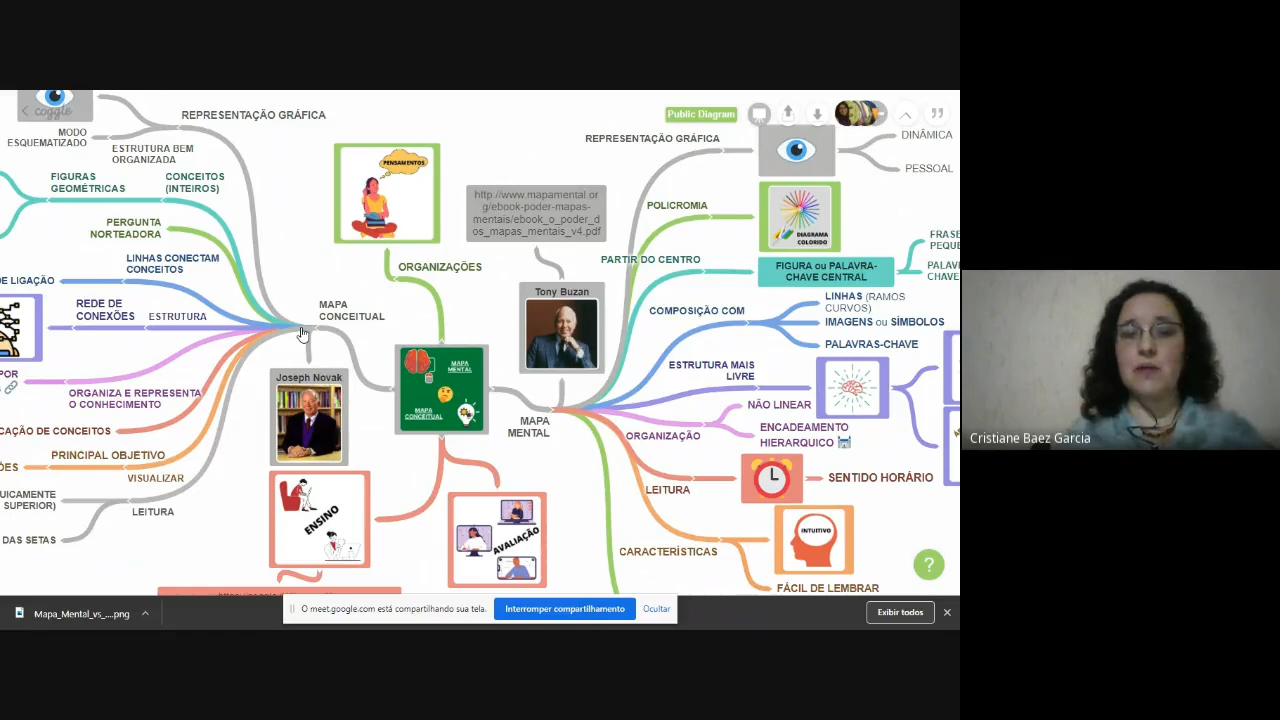 coggle
REPRESENTAÇÃO GRÁFICA
MODO
ESQUEMATIZADO
ESTRUTURA BEM
ORGANIZADA
FIGURAS
GEOMÉTRICAS
CONCEITOS
(INTEIROS)
PERGUNTA
NORTEADORA
LINHAS CONECTAM
CONCEITOS
DE LIGAÇÃO
REDE DE
CONEXÕES
ESTRUTURA
MAPA
CONCEITUAL
POR
ORGANIZA E REPRESENTA
O CONHECIMENTO
CAÇÃO DE CONCEITOS
PRINCIPAL OBJETIVO
ÕES
VISUALIZAR
UICAMENTE
SUPERIOR)
LEITURA
DAS SETAS
Joseph Novak
PENSAMENTOS
ORGANIZAÇÕES
MAPA
MENTAL
MAPA
CONCEITUAL
ENSINO
AVALIAÇÃO
http://www.mapamental.or
g/ebook-poder-mapas-
mentais/ebook_o_poder_d
os_mapas_mentais_v4.pdf
Tony Buzan
MAPA
MENTAL
Public Diagram
REPRESENTAÇÃO GRÁFICA
DINÂMICA
PESSOAL
POLICROMIA
DIAGRAMA
COLORIDO
PARTIR DO CENTRO
FIGURA ou PALAVRA-
CHAVE CENTRAL
FRASE
PEQUE
PALAV
CHAVE
COMPOSIÇÃO COM
LINHAS (RAMOS
CURVOS)
IMAGENS ou SÍMBOLOS
PALAVRAS-CHAVE
ESTRUTURA MAIS
LIVRE
ORGANIZAÇÃO
NÃO LINEAR
ENCADEAMENTO
HIERARQUICO
LEITURA
SENTIDO HORÁRIO
CARACTERÍSTICAS
INTUITIVO
FÁCIL DE LEMBRAR
?
Mapa_Mental_vs_....png
O meet.google.com está compartilhando sua tela.
Interromper compartilhamento
Ocultar
Exibir todos
Cristiane Baez Garcia